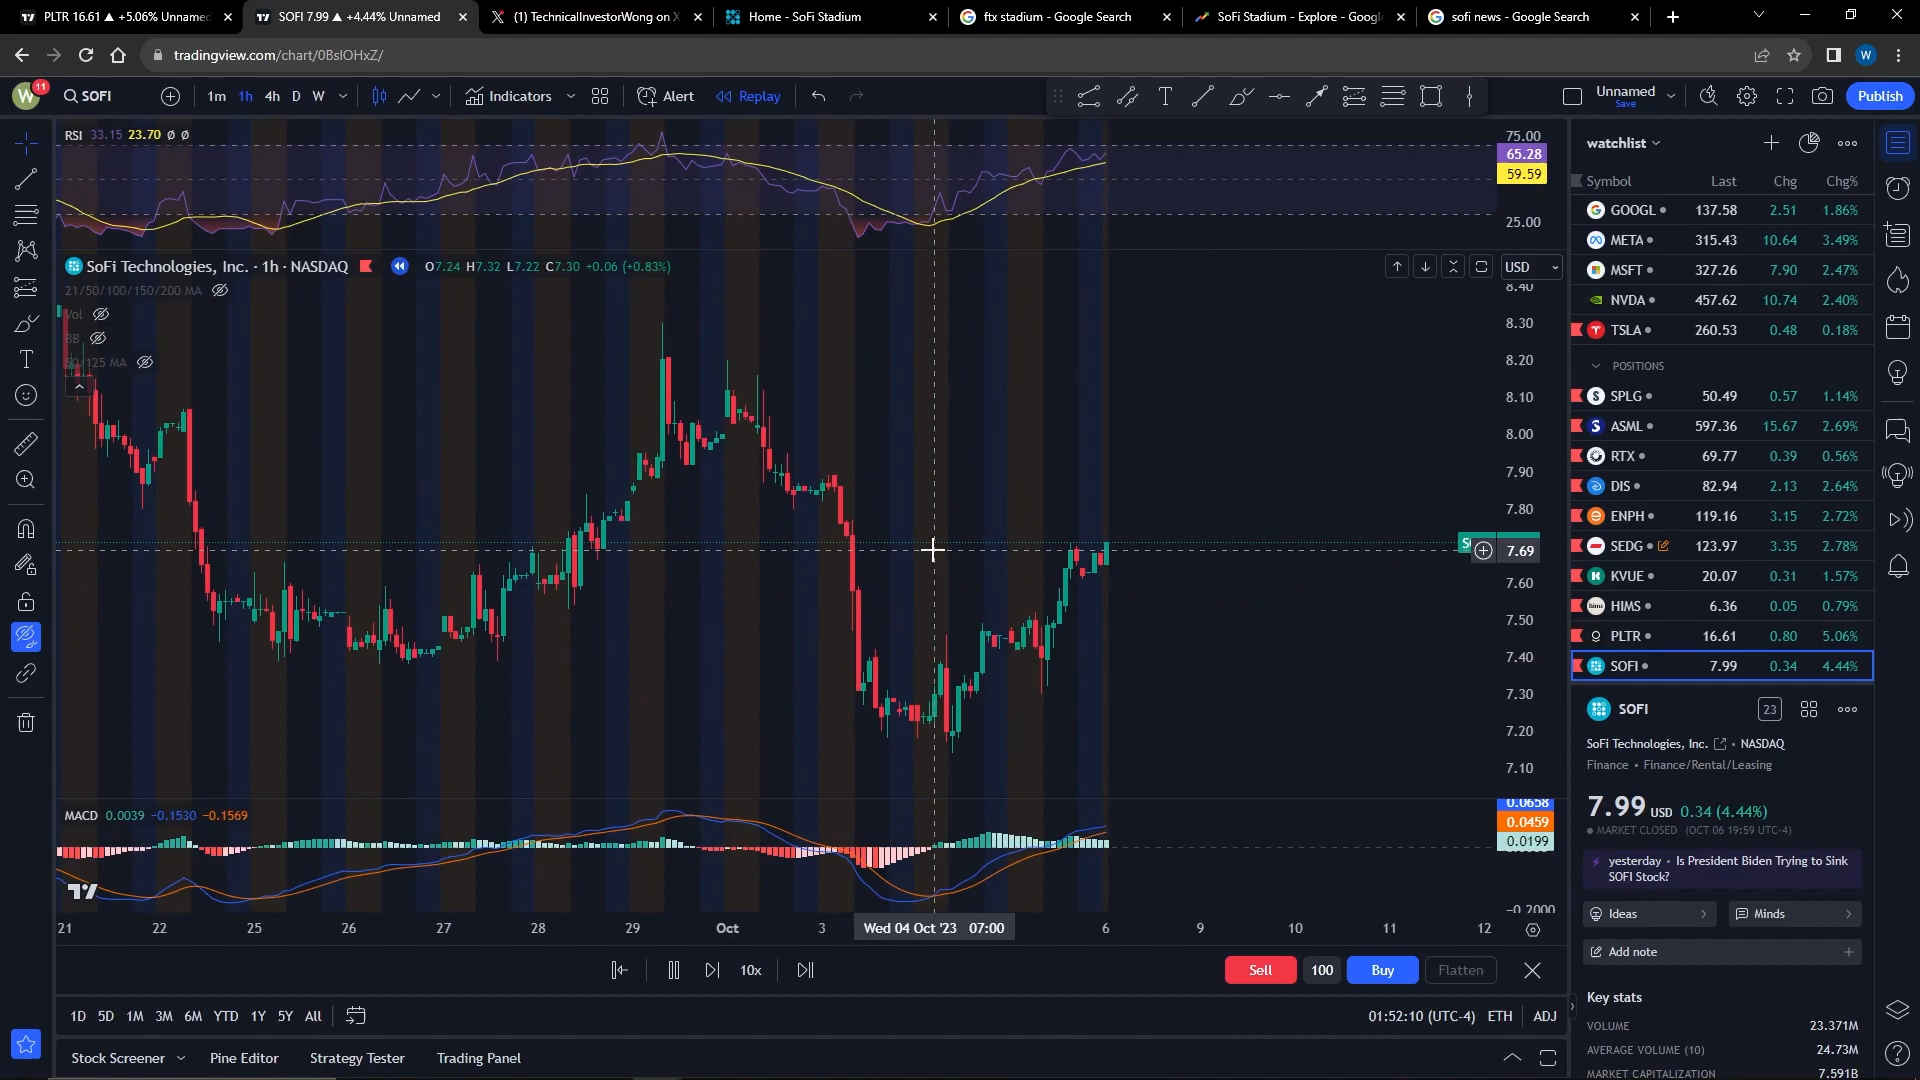 PLTR 16.61 ▲ +5.06% Unnamed
SOFI 7.99 ▲ +4.44% Unnamed
(1) TechnicalInvestorWong on X
Home - SoFi Stadium
ftx stadium - Google Search
SoFi Stadium - Explore - Google
sofi news - Google Search
tradingview.com/chart/0BsIOHxZ/
W
W
11
SOFI
1m
1h
4h
D
W
Indicators
Alert
Replay
Unnamed
Save
Publish
RSI 33.15 23.70 ø ø
75.00
65.28
59.59
25.00
SoFi Technologies, Inc. · 1h · NASDAQ
O7.24 H7.32 L7.22 C7.30 +0.06 (+0.83%)
USD
21/50/100/150/200 MA
Vol
BB
50/125 MA
8.40
8.30
8.20
8.10
8.00
7.90
7.80
7.69
7.60
7.50
7.40
7.30
7.20
7.10
MACD 0.0039 −0.1530 −0.1569
0.0658
0.0459
0.0199
−0.2000
21
22
25
26
27
28
29
Oct
3
Wed 04 Oct '23 07:00
6
9
10
11
12
10x
Sell
100
Buy
Flatten
1D
5D
1M
3M
6M
YTD
1Y
5Y
All
01:52:10 (UTC-4)
ETH
ADJ
Stock Screener
Pine Editor
Strategy Tester
Trading Panel
watchlist
Symbol Last Chg Chg%
GOOGL 137.58 2.51 1.86%
META 315.43 10.64 3.49%
MSFT 327.26 7.90 2.47%
NVDA 457.62 10.74 2.40%
TSLA 260.53 0.48 0.18%
POSITIONS
SPLG 50.49 0.57 1.14%
ASML 597.36 15.67 2.69%
RTX 69.77 0.39 0.56%
DIS 82.94 2.13 2.64%
ENPH 119.16 3.15 2.72%
SEDG 123.97 3.35 2.78%
KVUE 20.07 0.31 1.57%
HIMS 6.36 0.05 0.79%
PLTR 16.61 0.80 5.06%
SOFI 7.99 0.34 4.44%
SOFI
23
SoFi Technologies, Inc. • NASDAQ
Finance • Finance/Rental/Leasing
7.99 USD 0.34 (4.44%)
MARKET CLOSED (OCT 06 19:59 UTC-4)
yesterday • Is President Biden Trying to Sink
SOFI Stock?
Ideas
Minds
Add note
Key stats
VOLUME 23.371M
AVERAGE VOLUME (10) 24.73M
MARKET CAPITALIZATION 7.591B